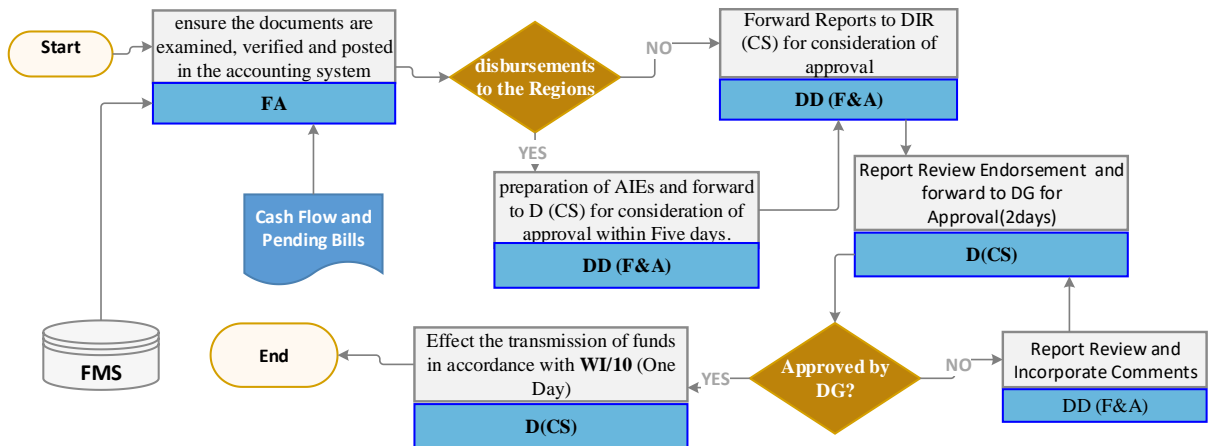 Start
ensure the documents are
examined, verified and posted
in the accounting system
FA
disbursements
to the Regions
NO
Forward Reports to DIR
(CS) for consideration of
approval
DD (F&A)
YES
preparation of AIEs and forward
to D (CS) for consideration of
approval within Five days.
DD (F&A)
Report Review Endorsement and
forward to DG for
Approval(2days)
D(CS)
Cash Flow and
Pending Bills
FMS
End
Effect the transmission of funds
in accordance with WI/10 (One
Day)
D(CS)
YES
Approved by
DG?
NO
Report Review and
Incorporate Comments
DD (F&A)